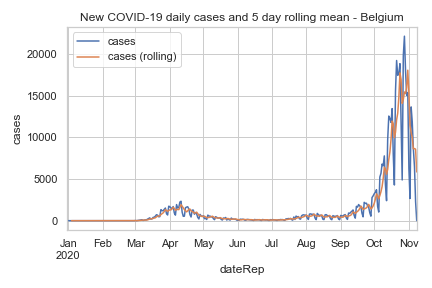 New COVID-19 daily cases and 5 day rolling mean - Belgium
cases
cases (rolling)
20000
15000
10000
5000
0
cases
Jan Feb Mar Apr May Jun Jul Aug Sep Oct Nov
2020
dateRep